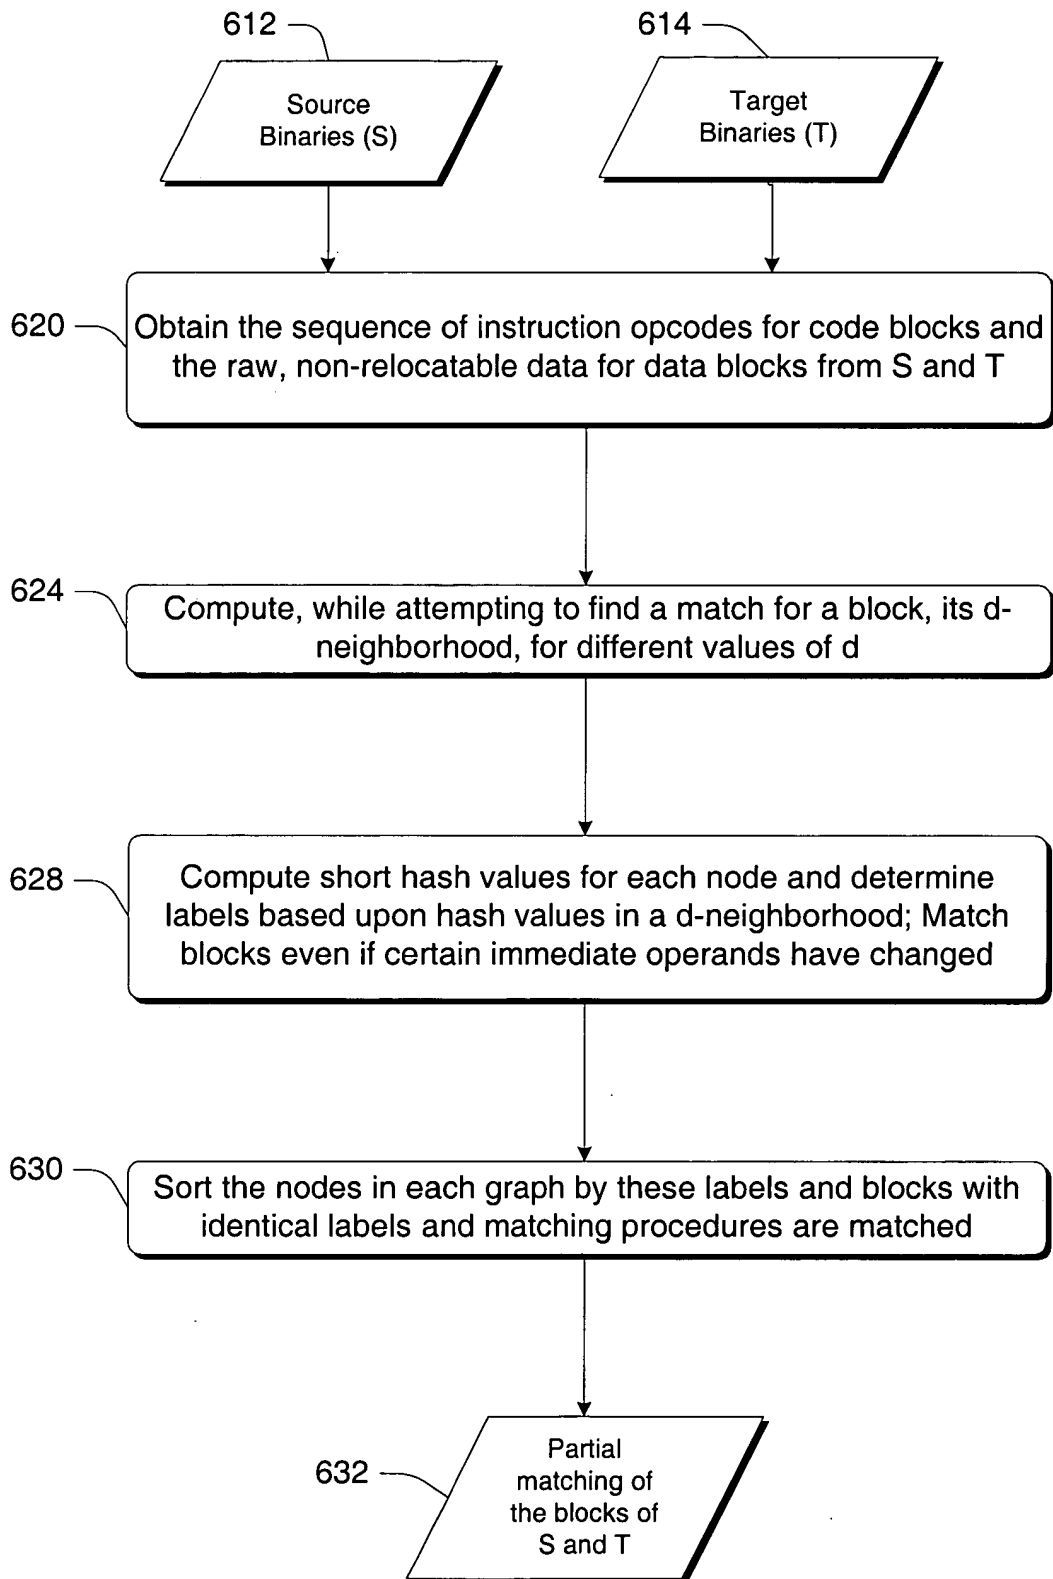 612
614
Source
Binaries (S)
Target
Binaries (T)
620
Obtain the sequence of instruction opcodes for code blocks and
the raw, non-relocatable data for data blocks from S and T
624
Compute, while attempting to find a match for a block, its d-
neighborhood, for different values of d
628
Compute short hash values for each node and determine
labels based upon hash values in a d-neighborhood; Match
blocks even if certain immediate operands have changed
630
Sort the nodes in each graph by these labels and blocks with
identical labels and matching procedures are matched
632
Partial
matching of
the blocks of
S and T